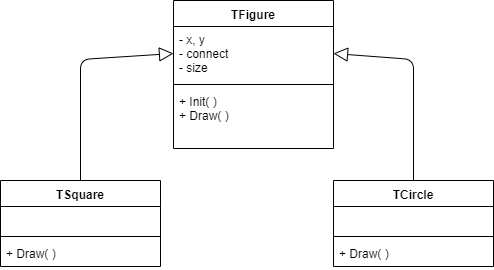 TFigure
- x, y
- connect
- size
+ Init( )
+ Draw( )
TSquare
+ Draw( )
TCircle
+ Draw( )